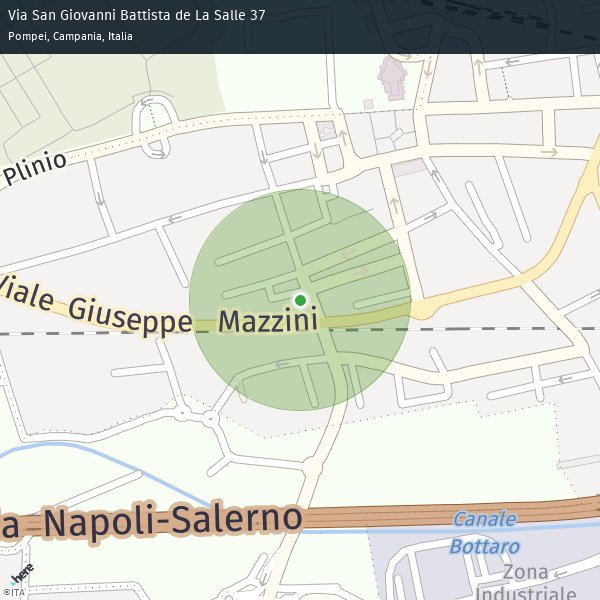 Via San Giovanni Battista de La Salle 37
Pompei, Campania, Italia
Plinio
Viale Giuseppe Mazzini
a Napoli-Salerno
Canale
Bottaro
Zona
Industriale
here
©ITA